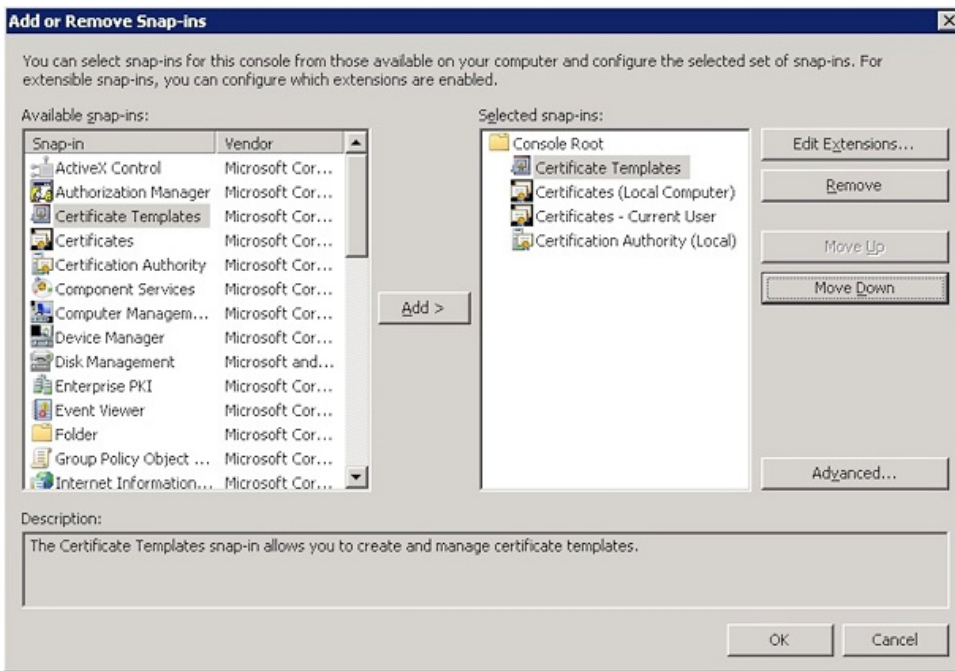 Add or Remove Snap-ins
You can select snap-ins for this console from those available on your computer and configure the selected set of snap-ins. For
extensible snap-ins, you can configure which extensions are enabled.
Available snap-ins:
Snap-in Vendor
ActiveX Control Microsoft Cor...
Authorization Manager Microsoft Cor...
Certificate Templates Microsoft Cor...
Certificates Microsoft Cor...
Certification Authority Microsoft Cor...
Component Services Microsoft Cor...
Computer Managem... Microsoft Cor...
Device Manager Microsoft Cor...
Disk Management Microsoft and...
Enterprise PKI Microsoft Cor...
Event Viewer Microsoft Cor...
Folder Microsoft Cor...
Group Policy Object ... Microsoft Cor...
Internet Information... Microsoft Cor...
Add >
Selected snap-ins:
Console Root
Certificate Templates
Certificates (Local Computer)
Certificates - Current User
Certification Authority (Local)
Edit Extensions...
Remove
Move Up
Move Down
Advanced...
Description:
The Certificate Templates snap-in allows you to create and manage certificate templates.
OK
Cancel